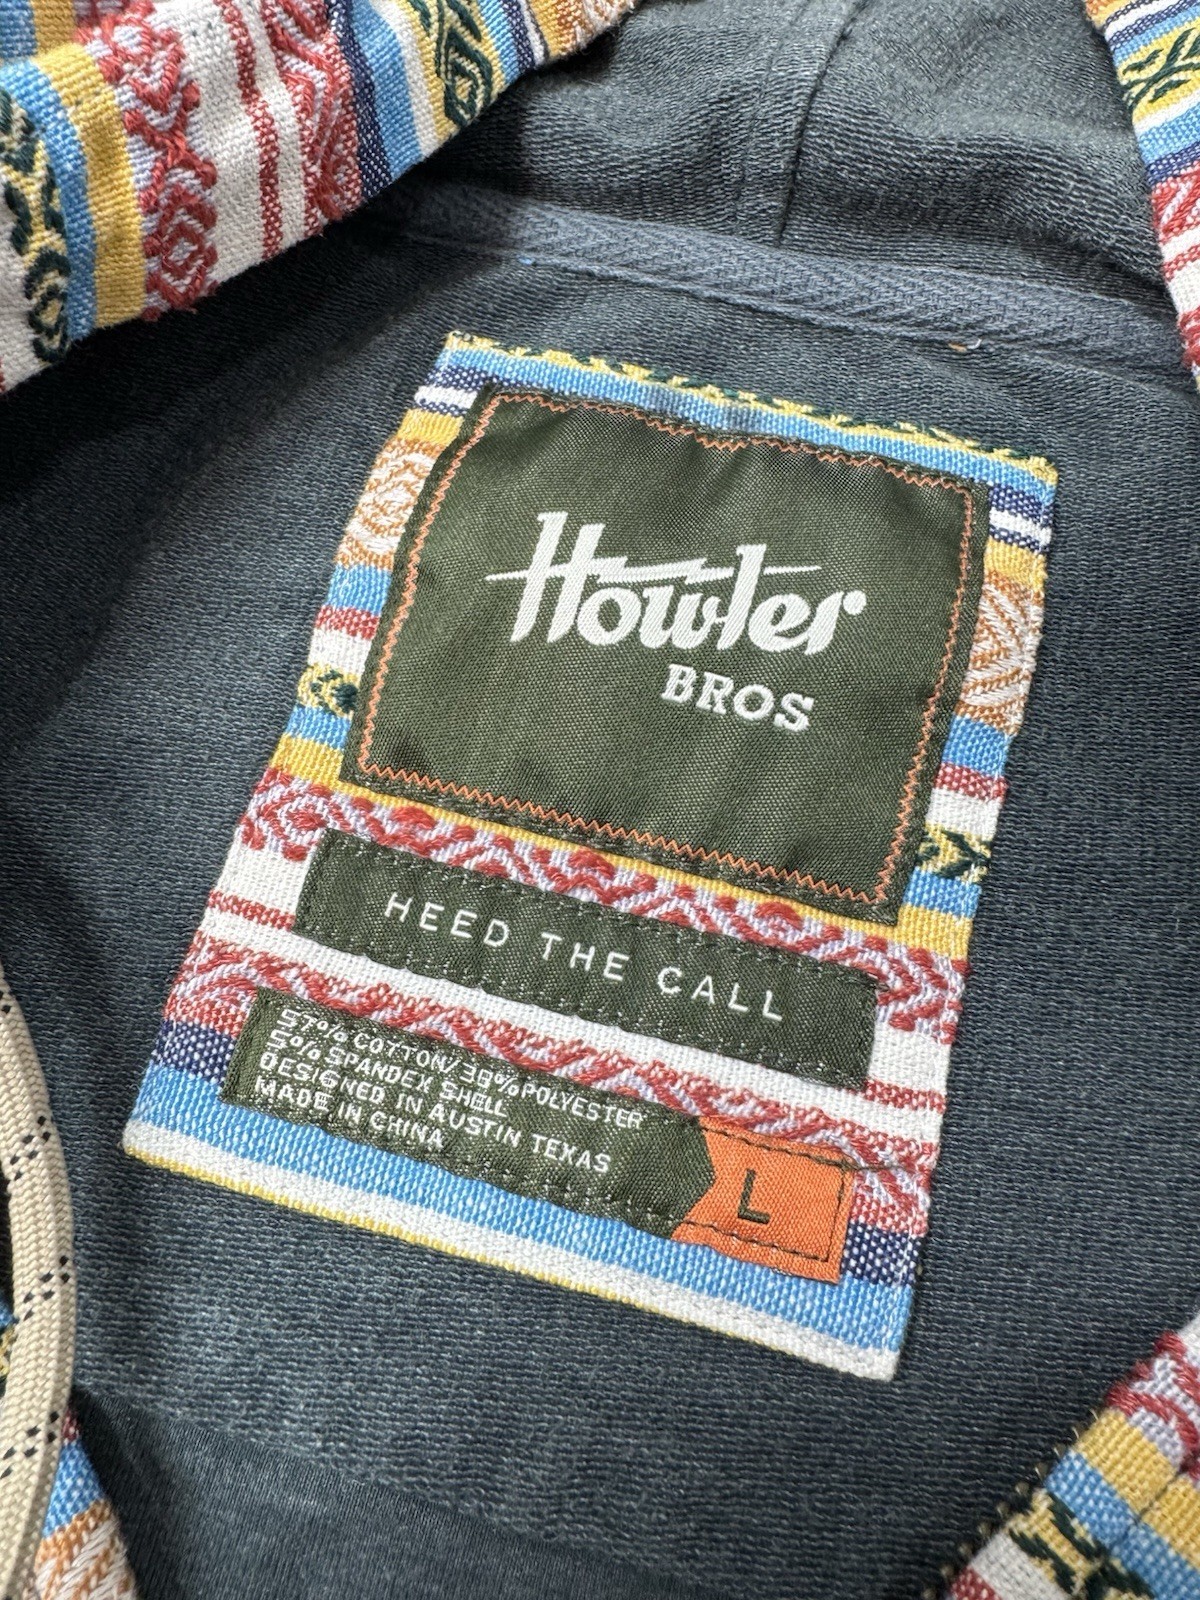 Howler
BROS
HEED THE CALL
57% COTTON/38% POLYESTER
5% SPANDEX SHELL
DESIGNED IN AUSTIN TEXAS
MADE IN CHINA
L